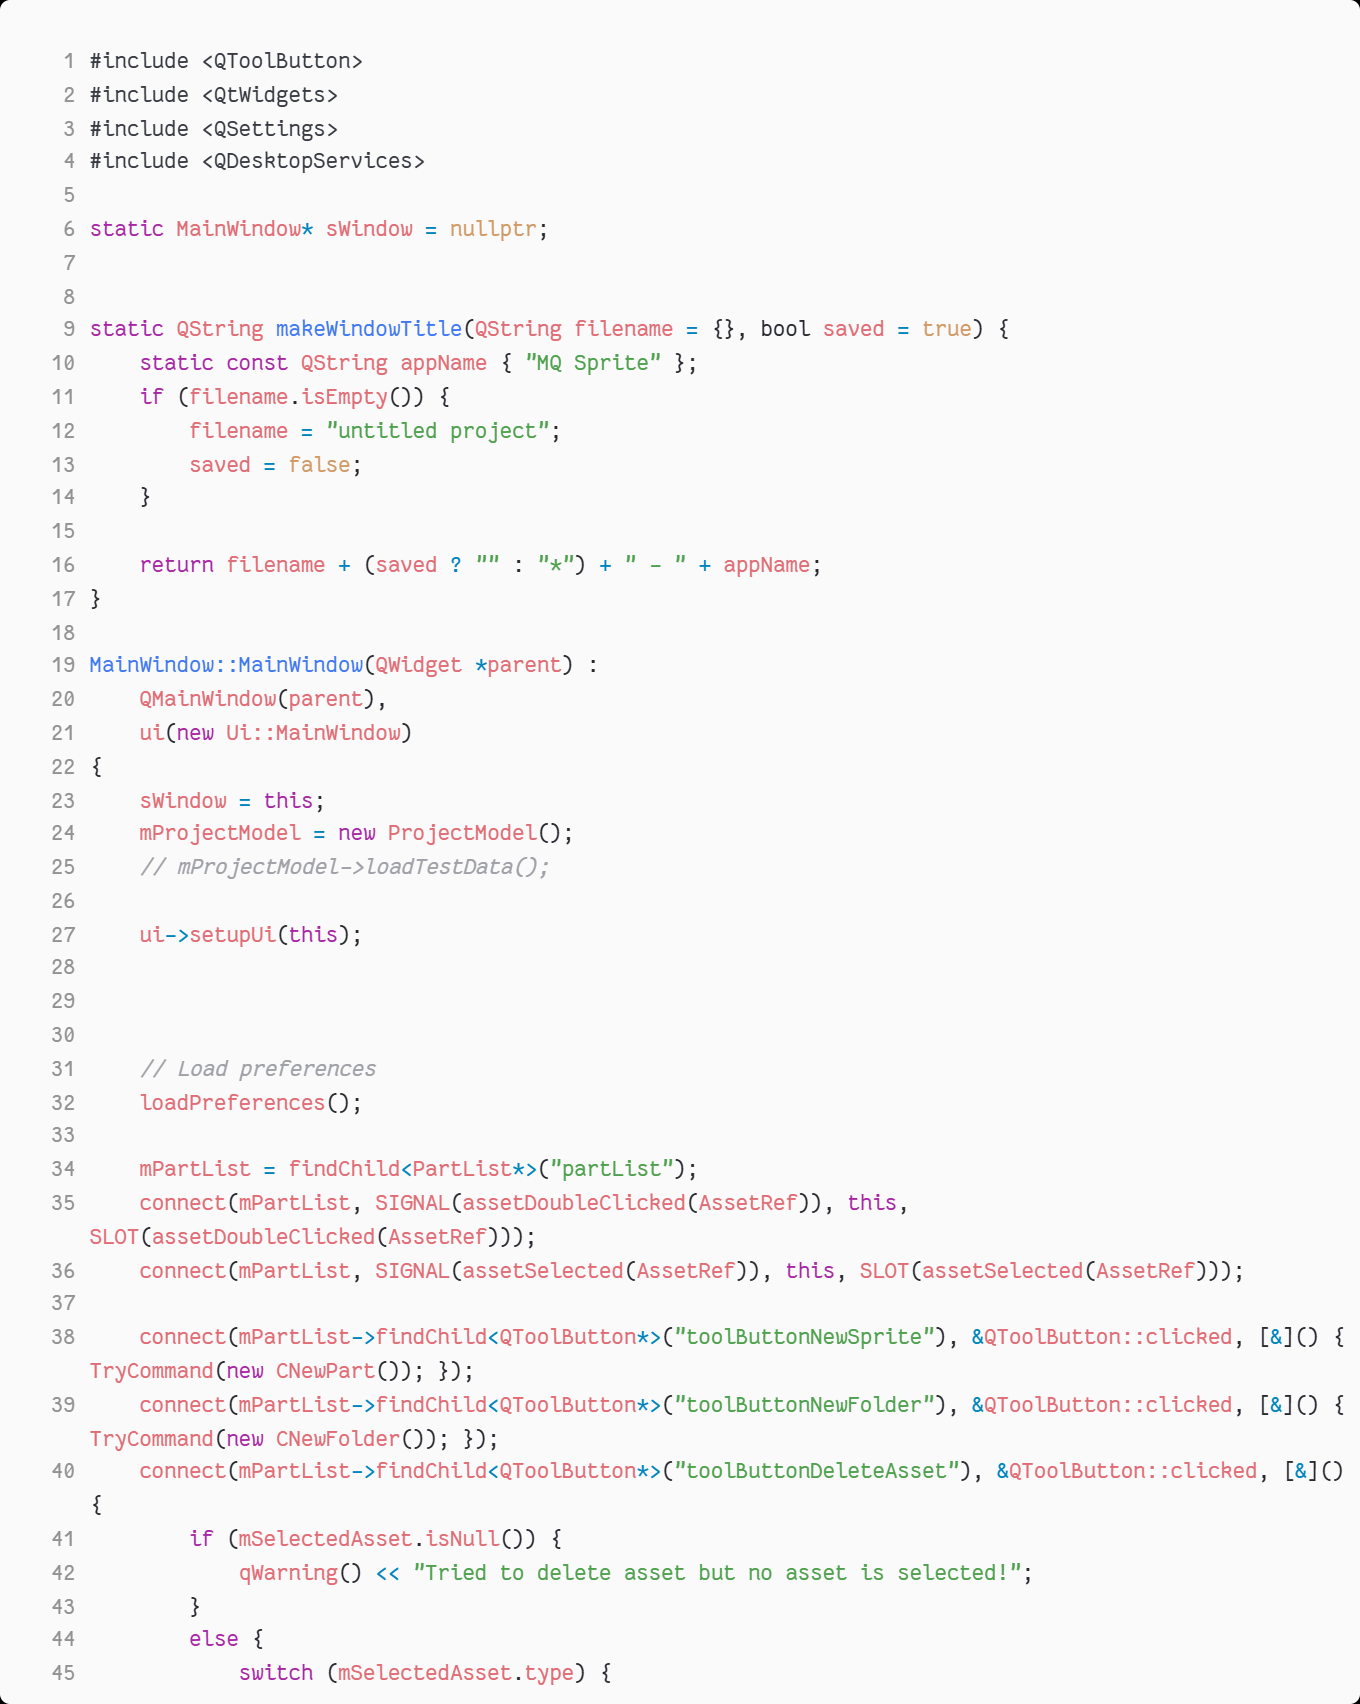 1 #include <QToolButton>
2 #include <QtWidgets>
3 #include <QSettings>
4 #include <QDesktopServices>
5
6 static MainWindow* sWindow = nullptr;
7
8
9 static QString makeWindowTitle(QString filename = {}, bool saved = true) {
10     static const QString appName { "MQ Sprite" };
11     if (filename.isEmpty()) {
12         filename = "untitled project";
13         saved = false;
14     }
15
16     return filename + (saved ? "" : "*") + " - " + appName;
17 }
18
19 MainWindow::MainWindow(QWidget *parent) :
20     QMainWindow(parent),
21     ui(new Ui::MainWindow)
22 {
23     sWindow = this;
24     mProjectModel = new ProjectModel();
25     // mProjectModel->loadTestData();
26
27     ui->setupUi(this);
28
29
30
31     // Load preferences
32     loadPreferences();
33
34     mPartList = findChild<PartList*>("partList");
35     connect(mPartList, SIGNAL(assetDoubleClicked(AssetRef)), this,
SLOT(assetDoubleClicked(AssetRef)));
36     connect(mPartList, SIGNAL(assetSelected(AssetRef)), this, SLOT(assetSelected(AssetRef)));
37
38     connect(mPartList->findChild<QToolButton*>("toolButtonNewSprite"), &QToolButton::clicked, [&]() {
TryCommand(new CNewPart()); });
39     connect(mPartList->findChild<QToolButton*>("toolButtonNewFolder"), &QToolButton::clicked, [&]() {
TryCommand(new CNewFolder()); });
40     connect(mPartList->findChild<QToolButton*>("toolButtonDeleteAsset"), &QToolButton::clicked, [&]()
{
41         if (mSelectedAsset.isNull()) {
42             qWarning() << "Tried to delete asset but no asset is selected!";
43         }
44         else {
45             switch (mSelectedAsset.type) {